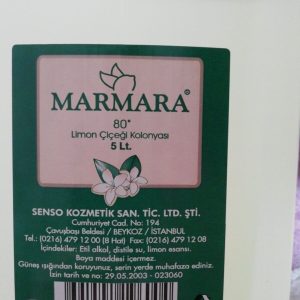 MARMARA®
80°
Limon Çiçeği Kolonyası
5 Lt.
SENSO KOZMETİK SAN. TİC. LTD. ŞTİ.
Cumhuriyet Cad. No: 194
Çavuşbaşı Beldesi / BEYKOZ / İSTANBUL
Tel.: (0216) 479 12 00 (8 Hat) - Fax: (0216) 479 12 08
İçindekiler: Etil alkol, distile su, limon esansı.
Boya maddesi içermez.
Güneş ışığından koruyunuz, serin yerde muhafaza ediniz.
İzin tarih ve no: 29.05.2003 - 023060